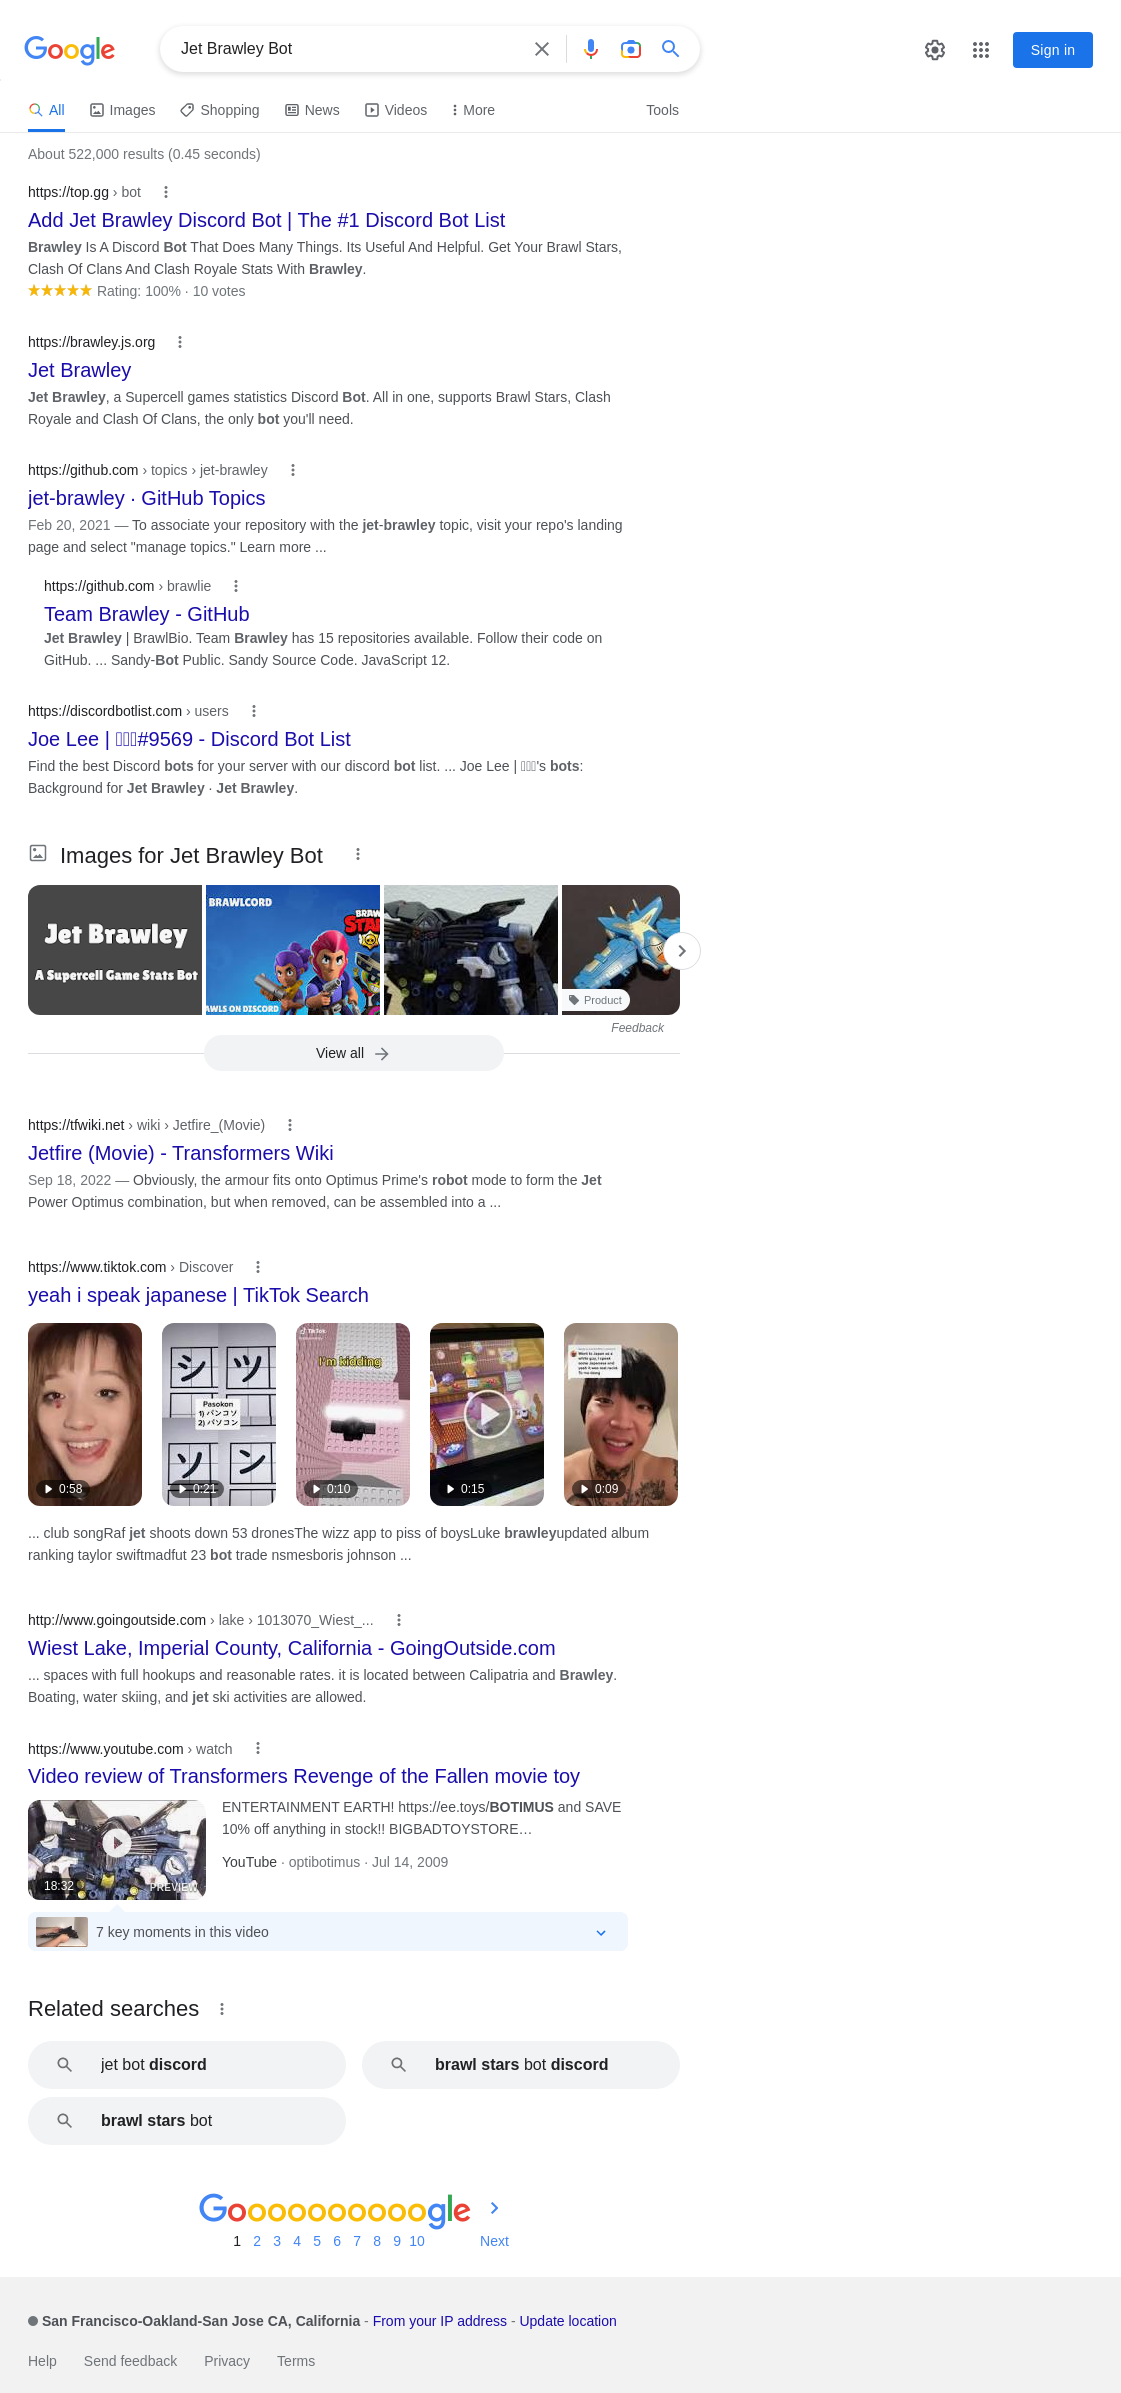 Google
Jet Brawley Bot
Sign in
All
Images
Shopping
News
Videos
More
Tools
About 522,000 results (0.45 seconds)
https://top.gg › bot
Add Jet Brawley Discord Bot | The #1 Discord Bot List
Brawley Is A Discord Bot That Does Many Things. Its Useful And Helpful. Get Your Brawl Stars,
Clash Of Clans And Clash Royale Stats With Brawley.
Rating: 100% · 10 votes
https://brawley.js.org
Jet Brawley
Jet Brawley, a Supercell games statistics Discord Bot. All in one, supports Brawl Stars, Clash
Royale and Clash Of Clans, the only bot you'll need.
https://github.com › topics › jet-brawley
jet-brawley · GitHub Topics
Feb 20, 2021 — To associate your repository with the jet-brawley topic, visit your repo's landing
page and select "manage topics." Learn more ...
https://github.com › brawlie
Team Brawley - GitHub
Jet Brawley | BrawlBio. Team Brawley has 15 repositories available. Follow their code on
GitHub. ... Sandy-Bot Public. Sandy Source Code. JavaScript 12.
https://discordbotlist.com › users
Joe Lee | #9569 - Discord Bot List
Find the best Discord bots for your server with our discord bot list. ... Joe Lee | 's bots:
Background for Jet Brawley · Jet Brawley.
Images for Jet Brawley Bot
Jet Brawley
A Supercell Game Stats Bot
BRAWLCORD
BRAW
STA
AWLS ON DISCORD
Product
Feedback
View all
https://tfwiki.net › wiki › Jetfire_(Movie)
Jetfire (Movie) - Transformers Wiki
Sep 18, 2022 — Obviously, the armour fits onto Optimus Prime's robot mode to form the Jet
Power Optimus combination, but when removed, can be assembled into a ...
https://www.tiktok.com › Discover
yeah i speak japanese | TikTok Search
0:58
シ ツ
Pasokon
1) パンコソ
2) パソコン
ソ ン
0:21
TikTok
I'm kidding
0:10
0:15
0:09
... club songRaf jet shoots down 53 dronesThe wizz app to piss of boysLuke brawleyupdated album
ranking taylor swiftmadfut 23 bot trade nsmesboris johnson ...
http://www.goingoutside.com › lake › 1013070_Wiest_...
Wiest Lake, Imperial County, California - GoingOutside.com
... spaces with full hookups and reasonable rates. it is located between Calipatria and Brawley.
Boating, water skiing, and jet ski activities are allowed.
https://www.youtube.com › watch
Video review of Transformers Revenge of the Fallen movie toy
18:32
PREVIEW
ENTERTAINMENT EARTH! https://ee.toys/BOTIMUS and SAVE
10% off anything in stock!! BIGBADTOYSTORE…
YouTube · optibotimus · Jul 14, 2009
7 key moments in this video
Related searches
jet bot discord
brawl stars bot discord
brawl stars bot
Goooooooooogle
1 2 3 4 5 6 7 8 9 10 Next
San Francisco-Oakland-San Jose CA, California - From your IP address - Update location
Help Send feedback Privacy Terms